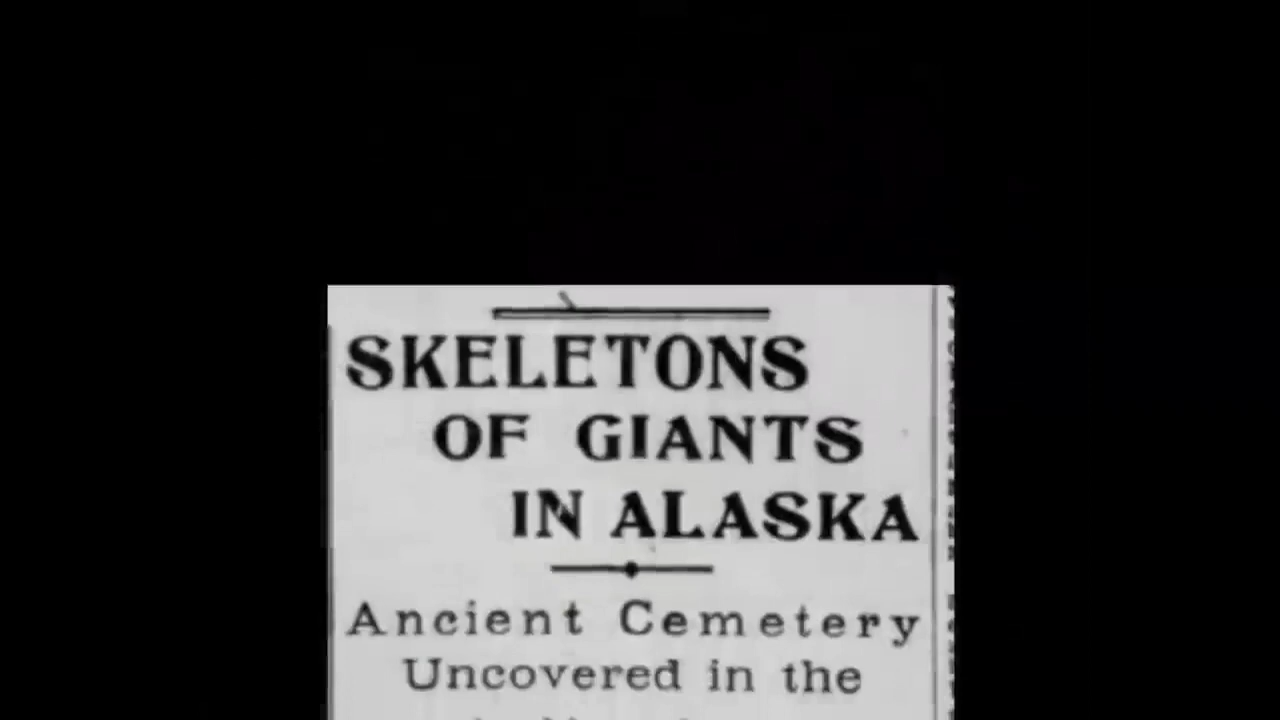 SKELETONS
OF GIANTS
IN ALASKA
Ancient Cemetery
Uncovered in the